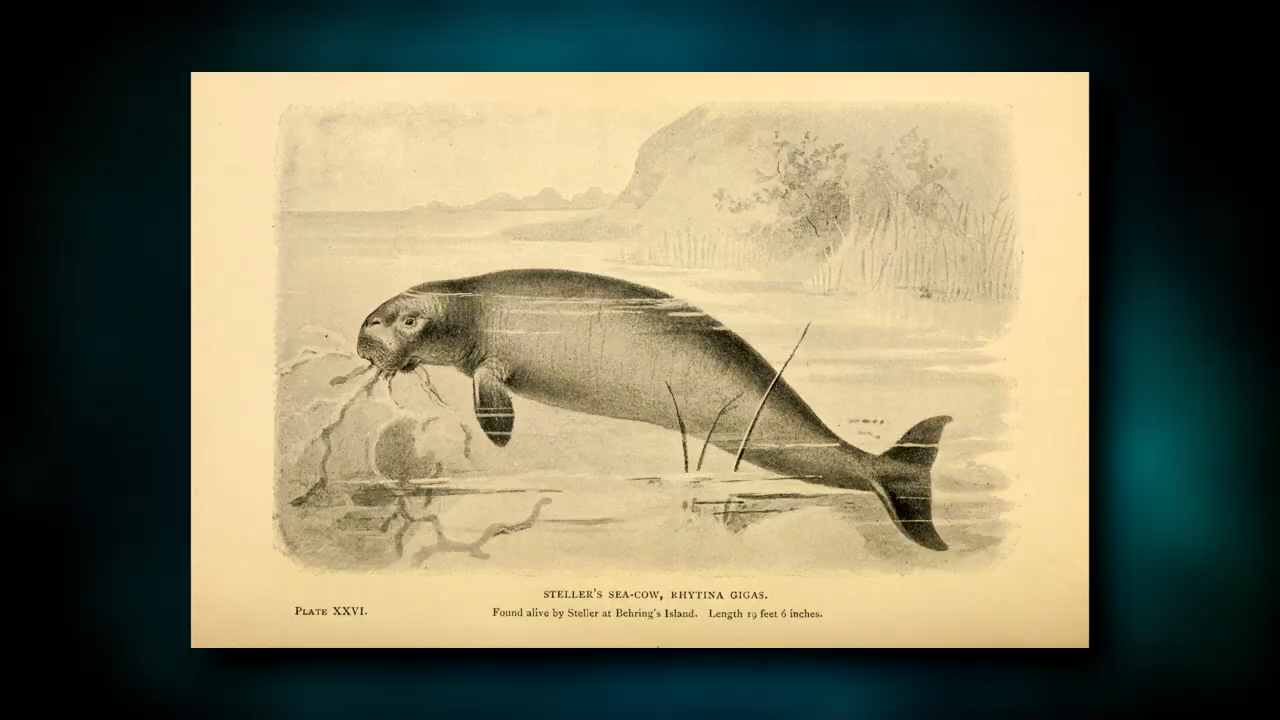 STELLER'S SEA-COW, RHYTINA GIGAS.
PLATE XXVI.
Found alive by Steller at Behring's Island. Length 19 feet 6 inches.